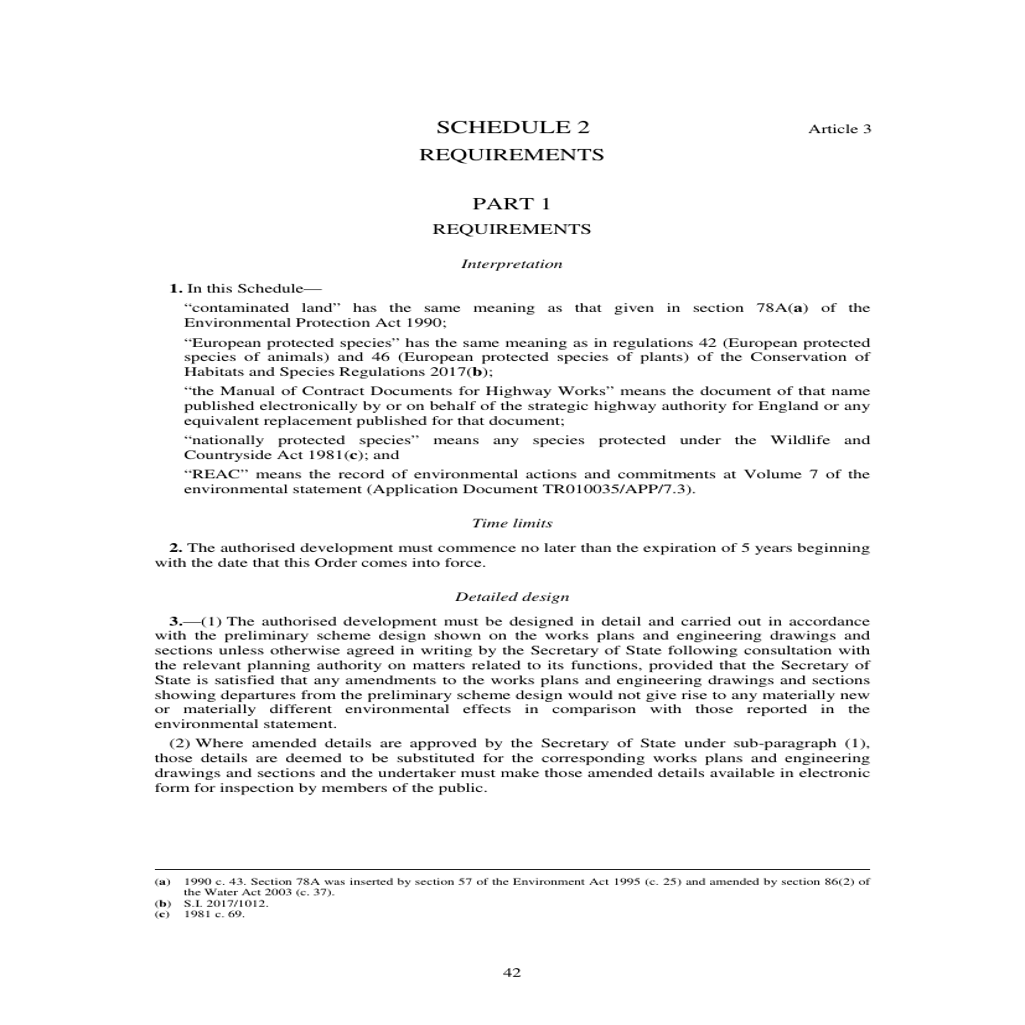 SCHEDULE 2
Article 3
REQUIREMENTS
PART 1
REQUIREMENTS
Interpretation
1. In this Schedule—
“contaminated land” has the same meaning as that given in section 78A(a) of the
Environmental Protection Act 1990;
“European protected species” has the same meaning as in regulations 42 (European protected
species of animals) and 46 (European protected species of plants) of the Conservation of
Habitats and Species Regulations 2017(b);
“the Manual of Contract Documents for Highway Works” means the document of that name
published electronically by or on behalf of the strategic highway authority for England or any
equivalent replacement published for that document;
“nationally protected species” means any species protected under the Wildlife and
Countryside Act 1981(c); and
“REAC” means the record of environmental actions and commitments at Volume 7 of the
environmental statement (Application Document TR010035/APP/7.3).
Time limits
2. The authorised development must commence no later than the expiration of 5 years beginning
with the date that this Order comes into force.
Detailed design
3.—(1) The authorised development must be designed in detail and carried out in accordance
with the preliminary scheme design shown on the works plans and engineering drawings and
sections unless otherwise agreed in writing by the Secretary of State following consultation with
the relevant planning authority on matters related to its functions, provided that the Secretary of
State is satisfied that any amendments to the works plans and engineering drawings and sections
showing departures from the preliminary scheme design would not give rise to any materially new
or materially different environmental effects in comparison with those reported in the
environmental statement.
(2) Where amended details are approved by the Secretary of State under sub-paragraph (1),
those details are deemed to be substituted for the corresponding works plans and engineering
drawings and sections and the undertaker must make those amended details available in electronic
form for inspection by members of the public.
(a) 1990 c. 43. Section 78A was inserted by section 57 of the Environment Act 1995 (c. 25) and amended by section 86(2) of
the Water Act 2003 (c. 37).
(b) S.I. 2017/1012.
(c) 1981 c. 69.
42